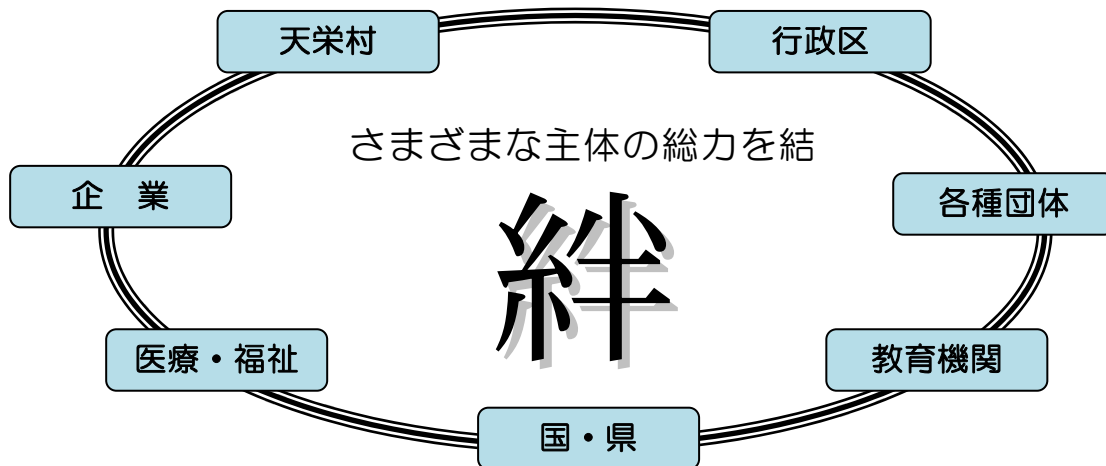 天栄村
行政区
さまざまな主体の総力を結
企　業
各種団体
絆
医療・福祉
教育機関
国・県